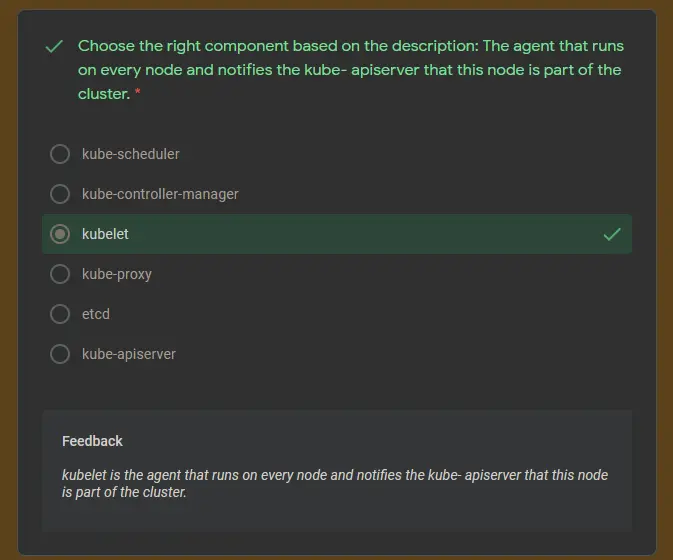 Choose the right component based on the description: The agent that runs
on every node and notifies the kube- apiserver that this node is part of the
cluster. *
kube-scheduler
kube-controller-manager
kubelet
kube-proxy
etcd
kube-apiserver
Feedback
kubelet is the agent that runs on every node and notifies the kube- apiserver that this node
is part of the cluster.